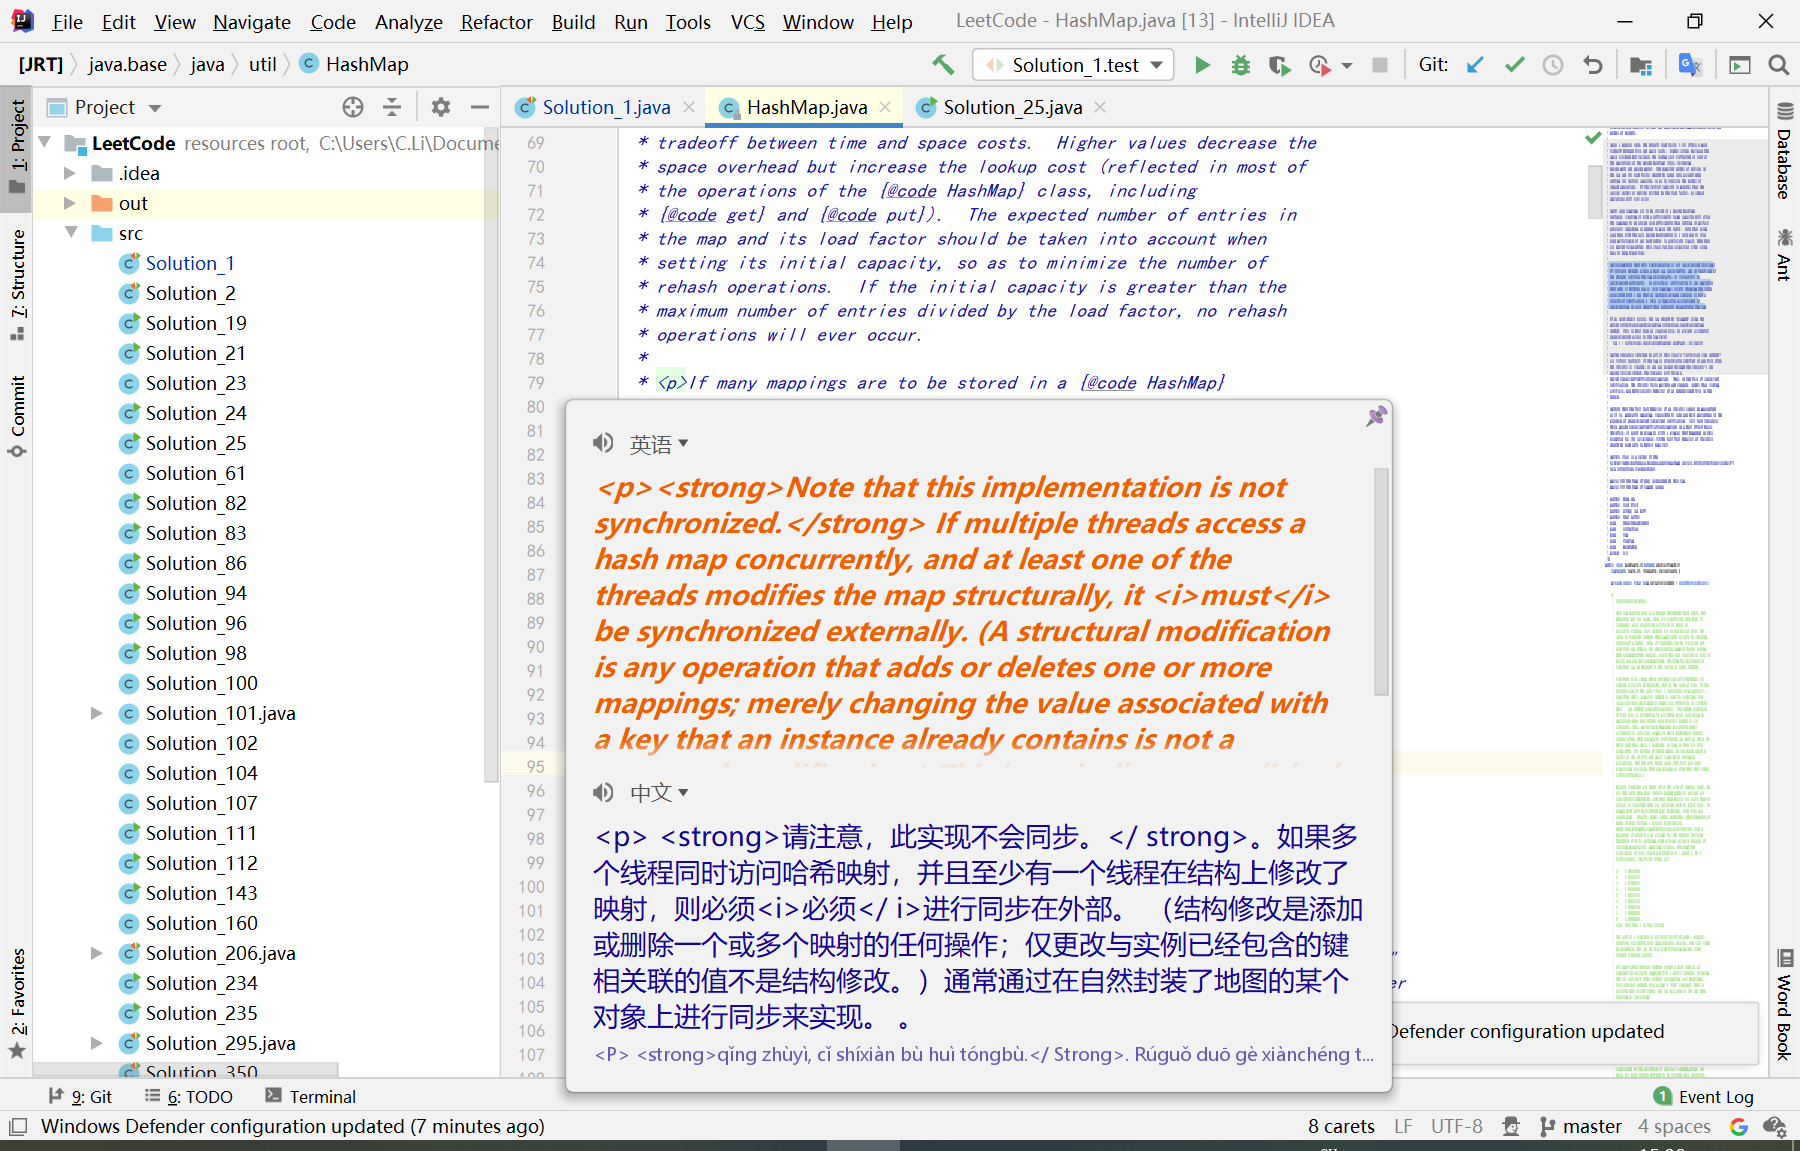 File Edit View Navigate Code Analyze Refactor Build Run Tools VCS Window Help LeetCode - HashMap.java [13] - IntelliJ IDEA
[JRT] java.base java util HashMap Solution_1.test Git:
Project
Solution_1.java HashMap.java Solution_25.java
1: Project
7: Structure
Commit
2: Favorites
LeetCode resources root, C:\Users\C.Li\Docume
.idea
out
src
Solution_1
Solution_2
Solution_19
Solution_21
Solution_23
Solution_24
Solution_25
Solution_61
Solution_82
Solution_83
Solution_86
Solution_94
Solution_96
Solution_98
Solution_100
Solution_101.java
Solution_102
Solution_104
Solution_107
Solution_111
Solution_112
Solution_143
Solution_160
Solution_206.java
Solution_234
Solution_235
Solution_295.java
Solution_350
69 * tradeoff between time and space costs. Higher values decrease the
70 * space overhead but increase the lookup cost (reflected in most of
71 * the operations of the {@code HashMap} class, including
72 * {@code get} and {@code put}). The expected number of entries in
73 * the map and its load factor should be taken into account when
74 * setting its initial capacity, so as to minimize the number of
75 * rehash operations. If the initial capacity is greater than the
76 * maximum number of entries divided by the load factor, no rehash
77 * operations will ever occur.
78 *
79 * <p>If many mappings are to be stored in a {@code HashMap}
80
81
82
83
84
85
86
87
88
89
90
91
92
93
94
95
96
97
98
99
100
101
102
103
104
105
106
107
英语
<p><strong>Note that this implementation is not
synchronized.</strong> If multiple threads access a
hash map concurrently, and at least one of the
threads modifies the map structurally, it <i>must</i>
be synchronized externally. (A structural modification
is any operation that adds or deletes one or more
mappings; merely changing the value associated with
a key that an instance already contains is not a
中文
<p> <strong>请注意，此实现不会同步。</ strong>。如果多
个线程同时访问哈希映射，并且至少有一个线程在结构上修改了
映射，则必须<i>必须</ i>进行同步在外部。 （结构修改是添加
或删除一个或多个映射的任何操作；仅更改与实例已经包含的键
相关联的值不是结构修改。）通常通过在自然封装了地图的某个
对象上进行同步来实现。 。
<P> <strong>qǐng zhùyì, cǐ shíxiàn bù huì tóngbù.</ Strong>. Rúguǒ duō gè xiànchéng t...
er
Defender configuration updated
Database
Ant
Word Book
9: Git 6: TODO Terminal 1 Event Log
Windows Defender configuration updated (7 minutes ago) 8 carets LF UTF-8 master 4 spaces